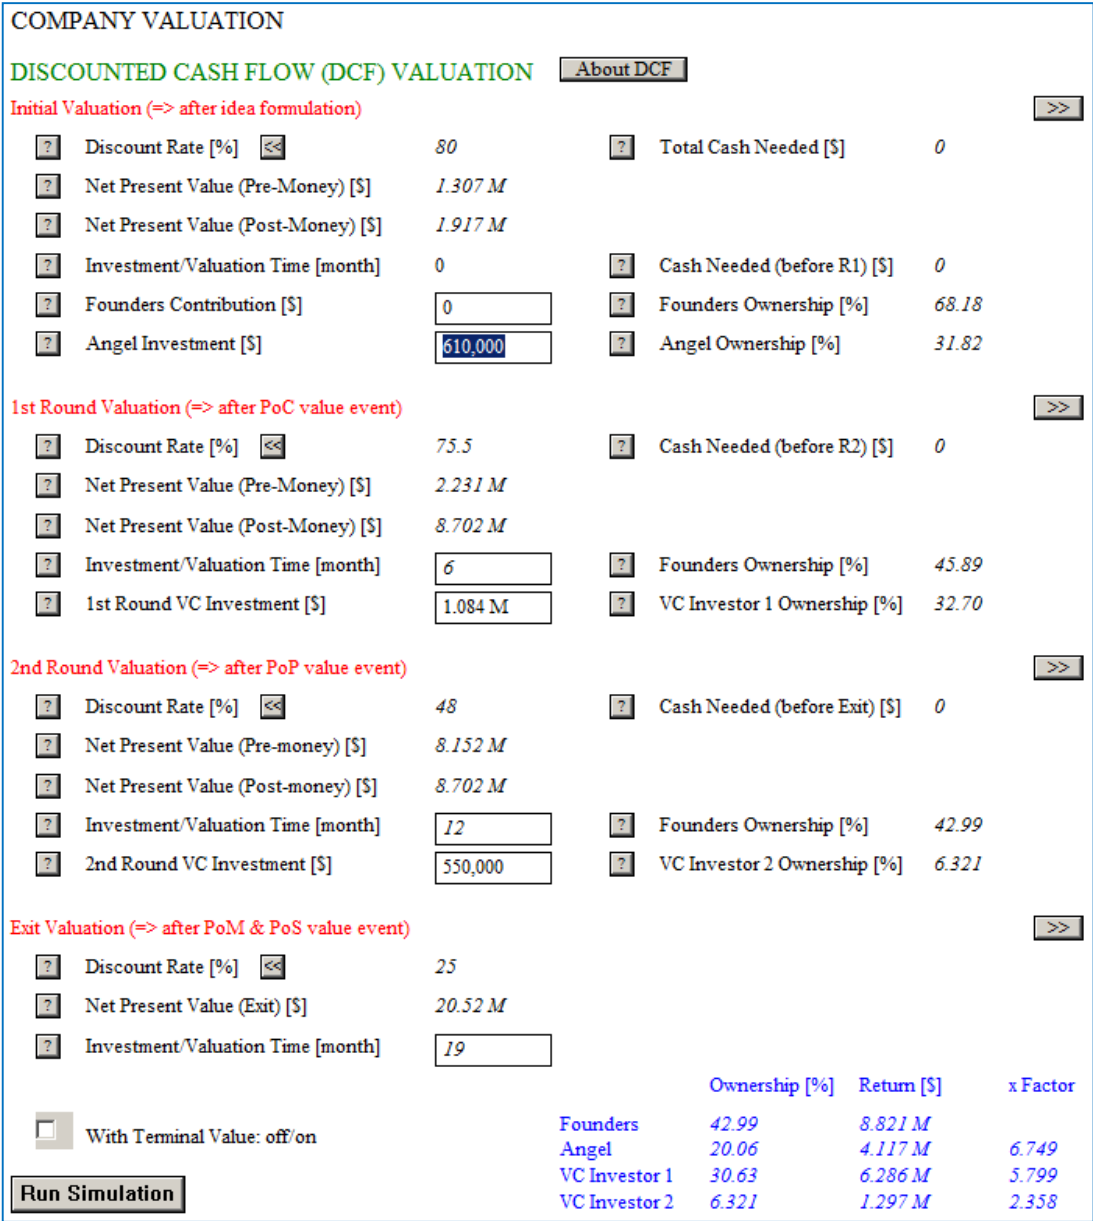 COMPANY VALUATION
DISCOUNTED CASH FLOW (DCF) VALUATION About DCF
Initial Valuation (=> after idea formulation) >>
? Discount Rate [%] << 80 ? Total Cash Needed [$] 0
? Net Present Value (Pre-Money) [$] 1.307 M
? Net Present Value (Post-Money) [$] 1.917 M
? Investment/Valuation Time [month] 0 ? Cash Needed (before R1) [$] 0
? Founders Contribution [$] 0 ? Founders Ownership [%] 68.18
? Angel Investment [$] 610,000 ? Angel Ownership [%] 31.82
1st Round Valuation (=> after PoC value event) >>
? Discount Rate [%] << 75.5 ? Cash Needed (before R2) [$] 0
? Net Present Value (Pre-Money) [$] 2.231 M
? Net Present Value (Post-Money) [$] 8.702 M
? Investment/Valuation Time [month] 6 ? Founders Ownership [%] 45.89
? 1st Round VC Investment [$] 1.084 M ? VC Investor 1 Ownership [%] 32.70
2nd Round Valuation (=> after PoP value event) >>
? Discount Rate [%] << 48 ? Cash Needed (before Exit) [$] 0
? Net Present Value (Pre-money) [$] 8.152 M
? Net Present Value (Post-money) [$] 8.702 M
? Investment/Valuation Time [month] 12 ? Founders Ownership [%] 42.99
? 2nd Round VC Investment [$] 550,000 ? VC Investor 2 Ownership [%] 6.321
Exit Valuation (=> after PoM & PoS value event) >>
? Discount Rate [%] << 25
? Net Present Value (Exit) [$] 20.52 M
? Investment/Valuation Time [month] 19
Ownership [%] Return [$] x Factor
Founders 42.99 8.821 M
With Terminal Value: off/on
Angel 20.06 4.117 M 6.749
VC Investor 1 30.63 6.286 M 5.799
Run Simulation
VC Investor 2 6.321 1.297 M 2.358